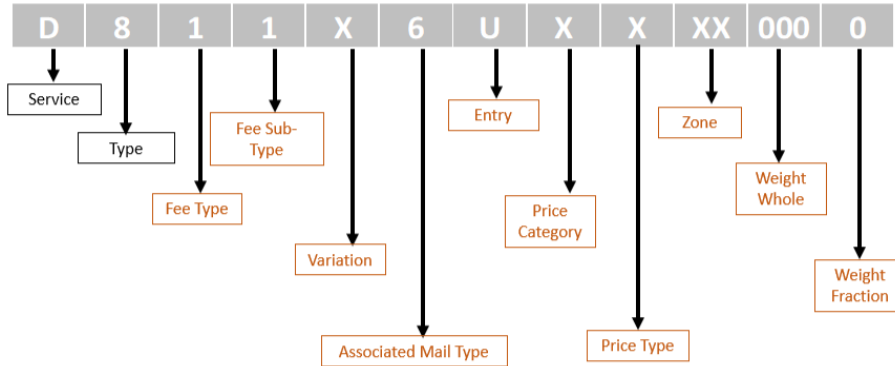 D 8 1 1 X 6 U X X XX 000 0
Service
Type
Fee Type
Fee Sub-
Type
Variation
Associated Mail Type
Entry
Price
Category
Price Type
Zone
Weight
Whole
Weight
Fraction